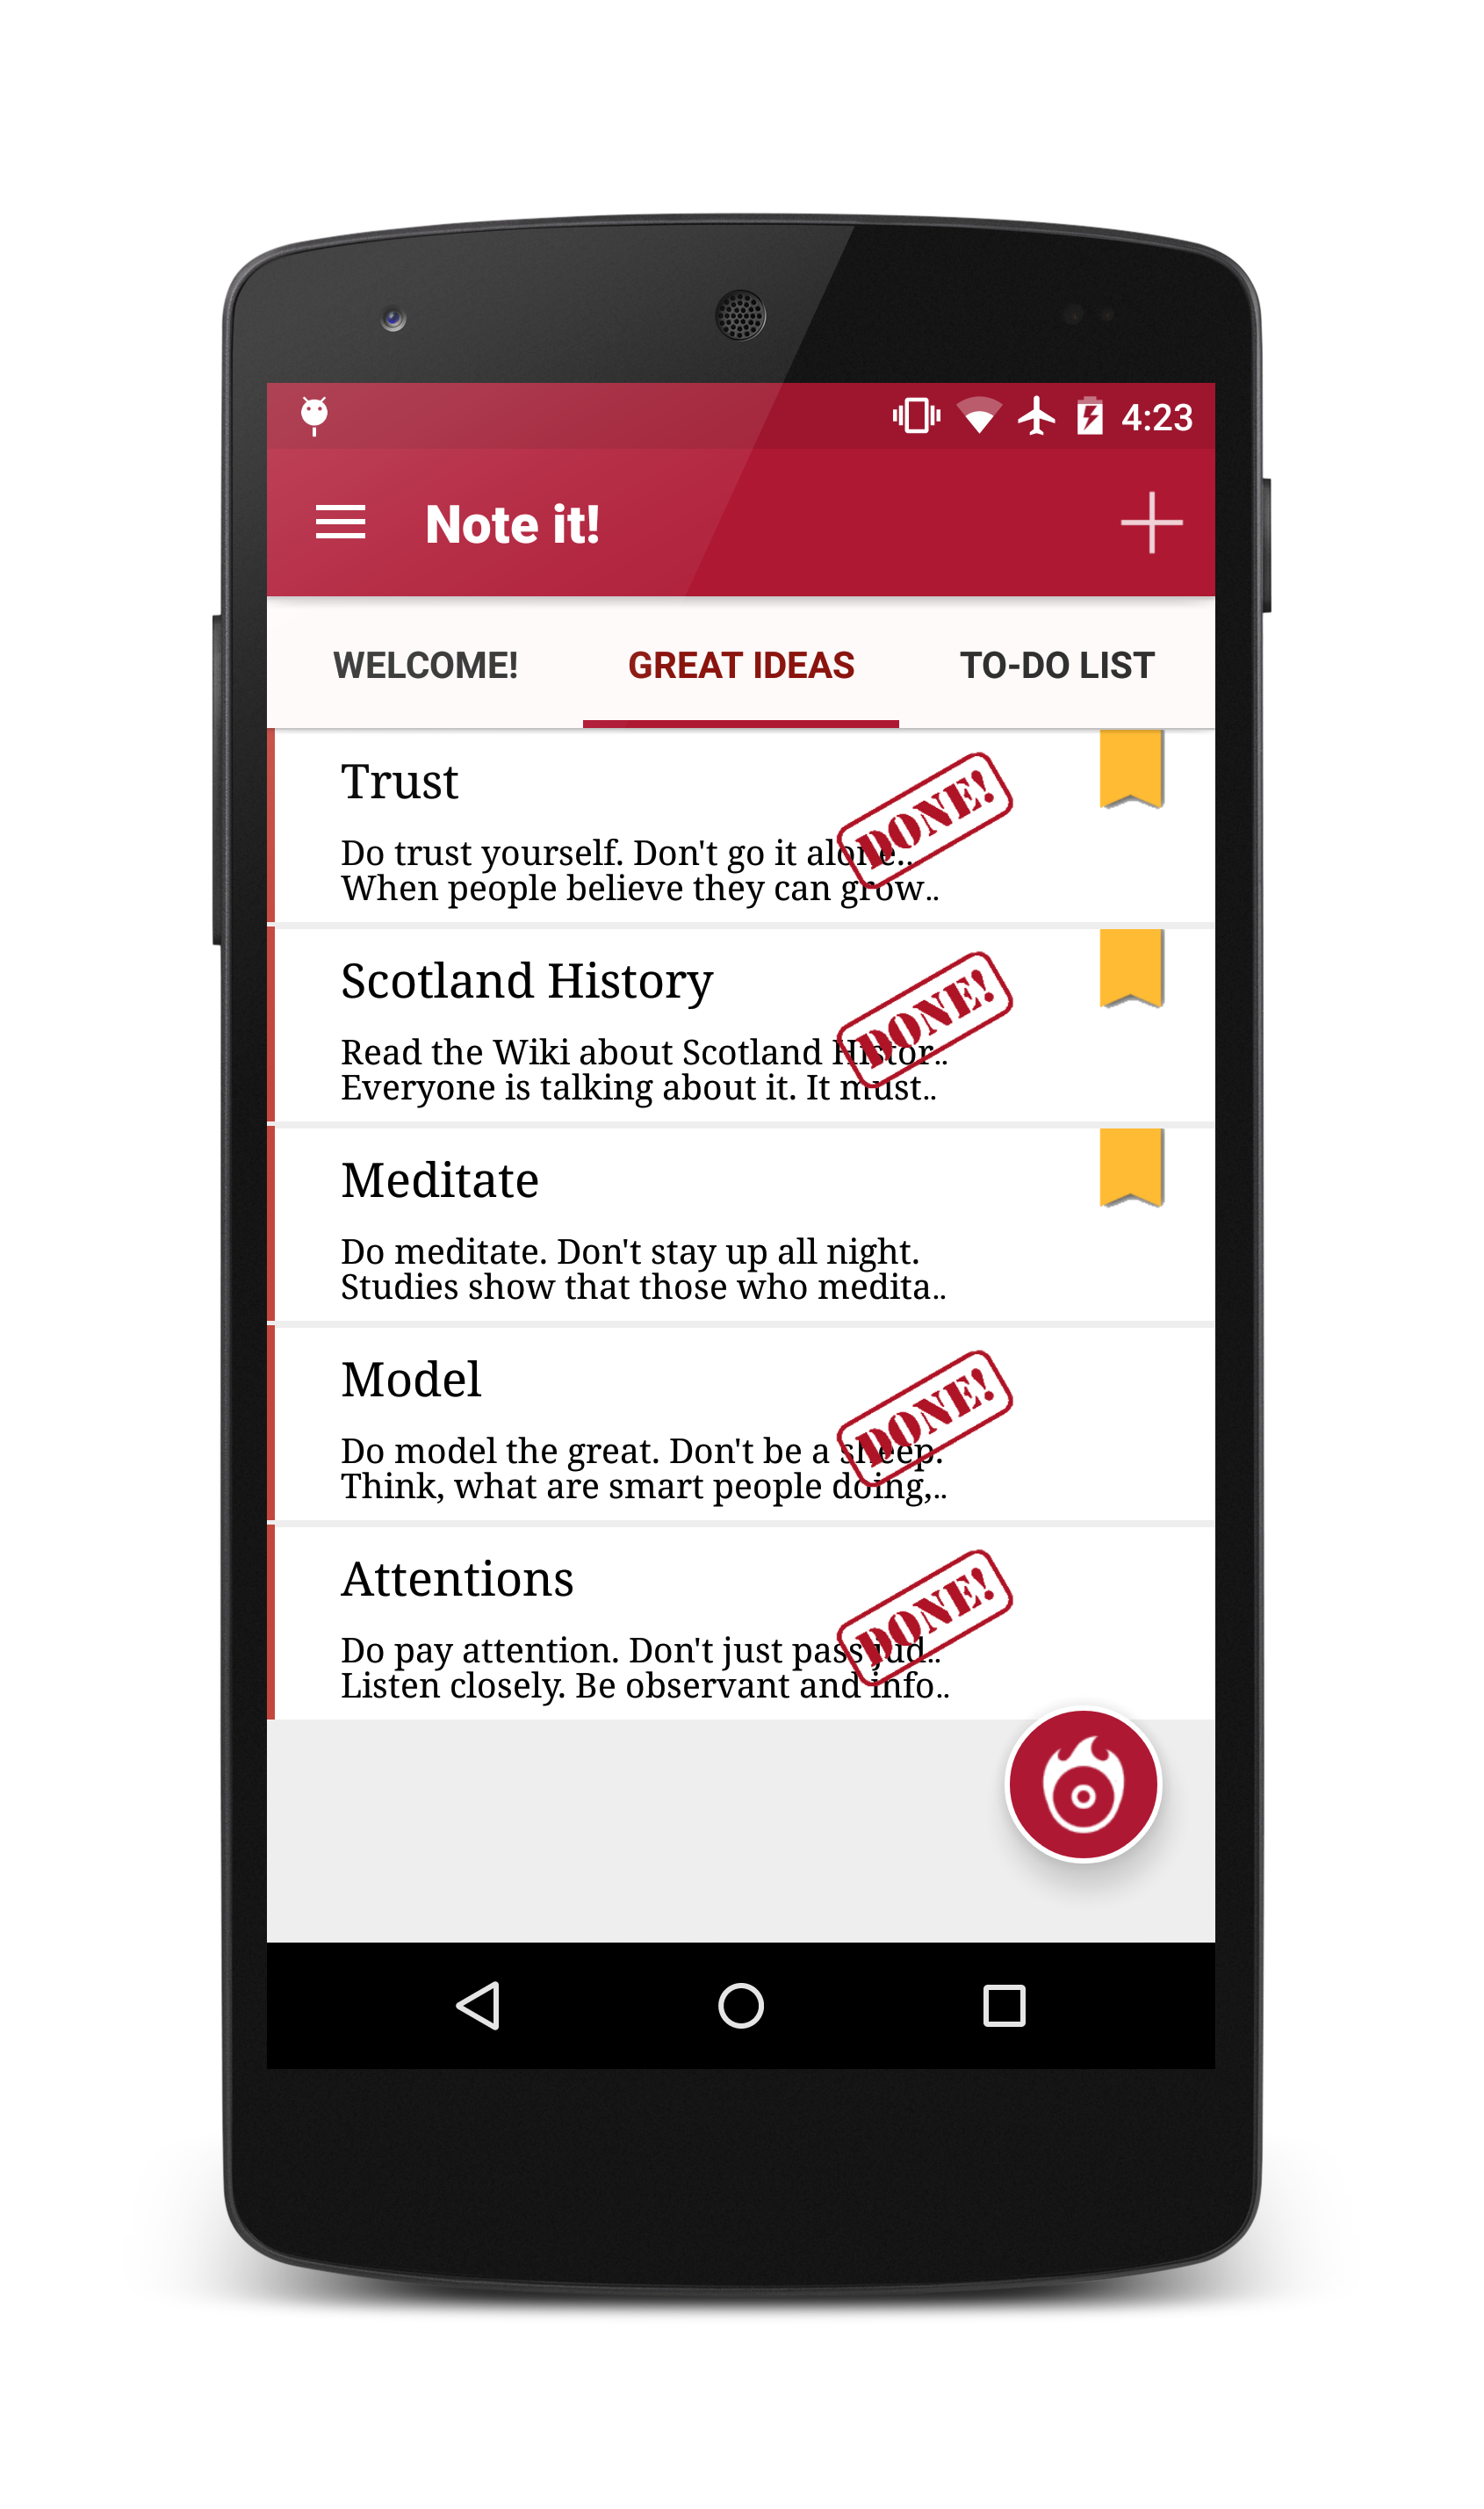 4:23
Note it!
WELCOME! GREAT IDEAS TO-DO LIST
Trust
DONE!
Do trust yourself. Don't go it alone..
When people believe they can grow..
Scotland History
DONE!
Read the Wiki about Scotland Histor..
Everyone is talking about it. It must..
Meditate
Do meditate. Don't stay up all night.
Studies show that those who medita..
Model
DONE!
Do model the great. Don't be a sheep.
Think, what are smart people doing,..
Attentions
DONE!
Do pay attention. Don't just pass jud..
Listen closely. Be observant and info..